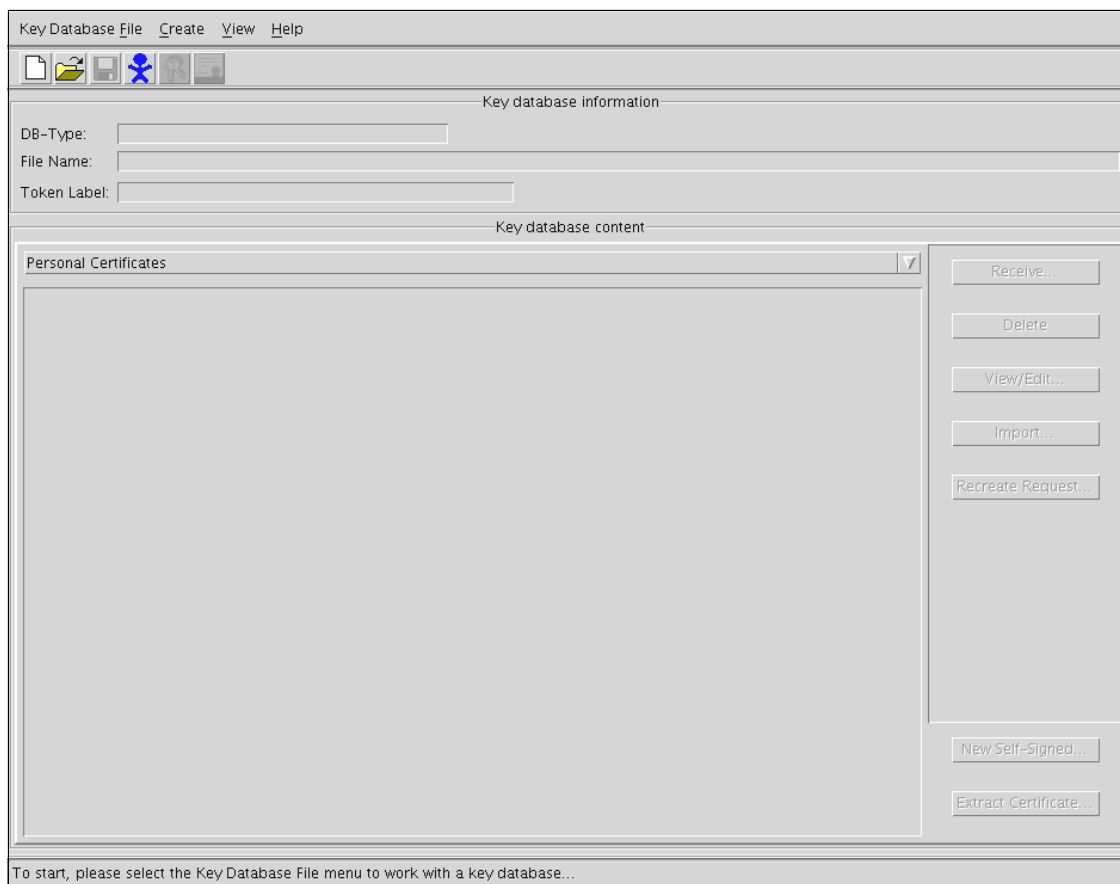 Key Database File Create View Help
Key database information
DB-Type:
File Name:
Token Label:
Key database content
Personal Certificates
Receive...
Delete
View/Edit...
Import...
Recreate Request...
New Self-Signed...
Extract Certificate...
To start, please select the Key Database File menu to work with a key database...